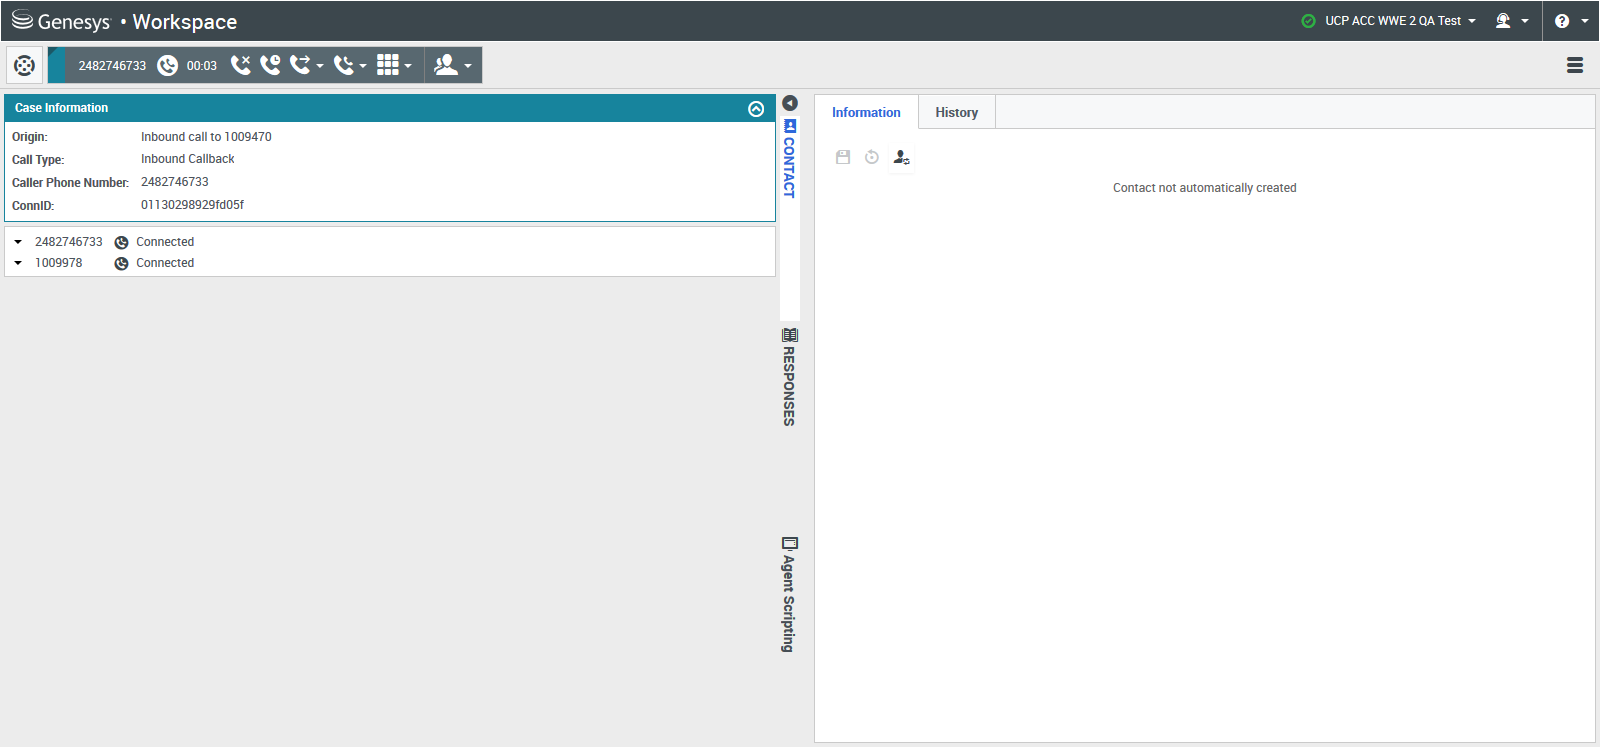 Genesys • Workspace
UCP ACC WWE 2 QA Test
2482746733 00:03
Case Information
Origin: Inbound call to 1009470
Call Type: Inbound Callback
Caller Phone Number: 2482746733
ConnID: 01130298929fd05f
2482746733 Connected
1009978 Connected
CONTACT
RESPONSES
Agent Scripting
Information History
Contact not automatically created